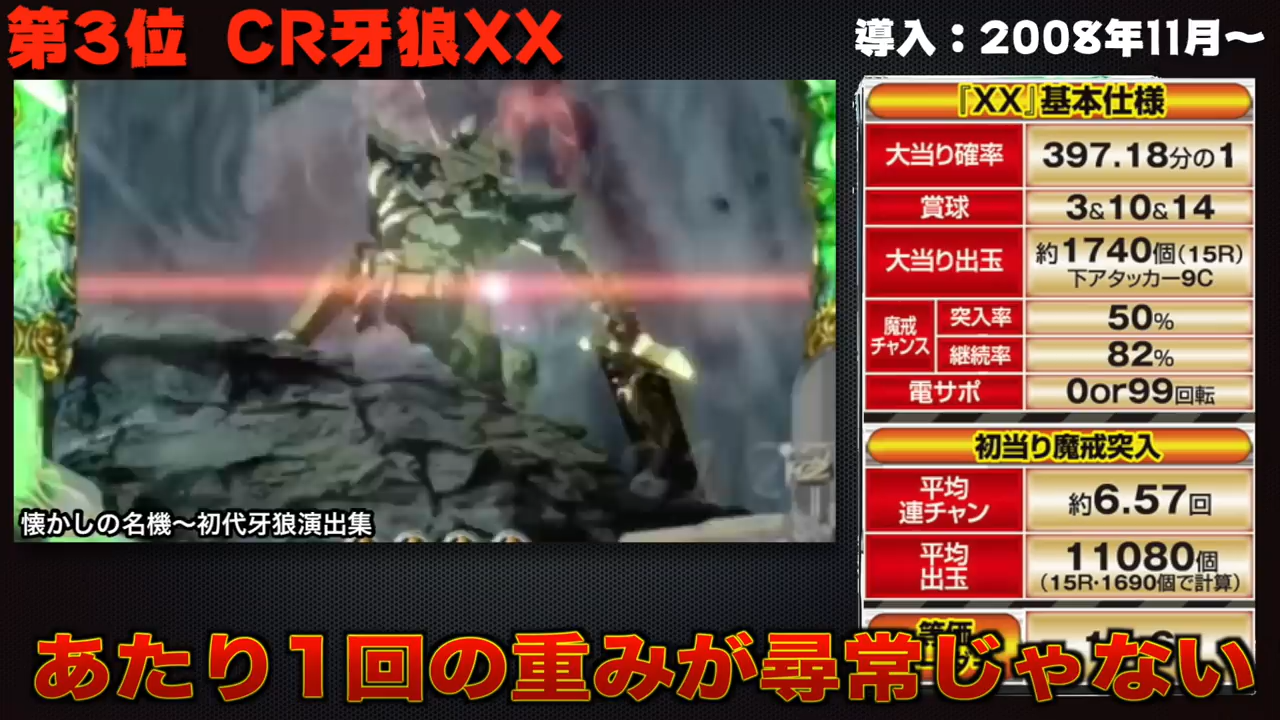 第3位 CR牙狼XX
導入：2008年11月～
『XX』基本仕様
大当り確率 397.18分の1
賞球 3&10&14
大当り出玉 約1740個(15R)
下アタッカー9C
魔戒チャンス 突入率 50%
継続率 82%
電サポ 0or99回転
初当り魔戒突入
平均連チャン 約6.57回
平均出玉 11080個
(15R・1690個で計算)
等価
懐かしの名機～初代牙狼演出集
あたり1回の重みが尋常じゃない